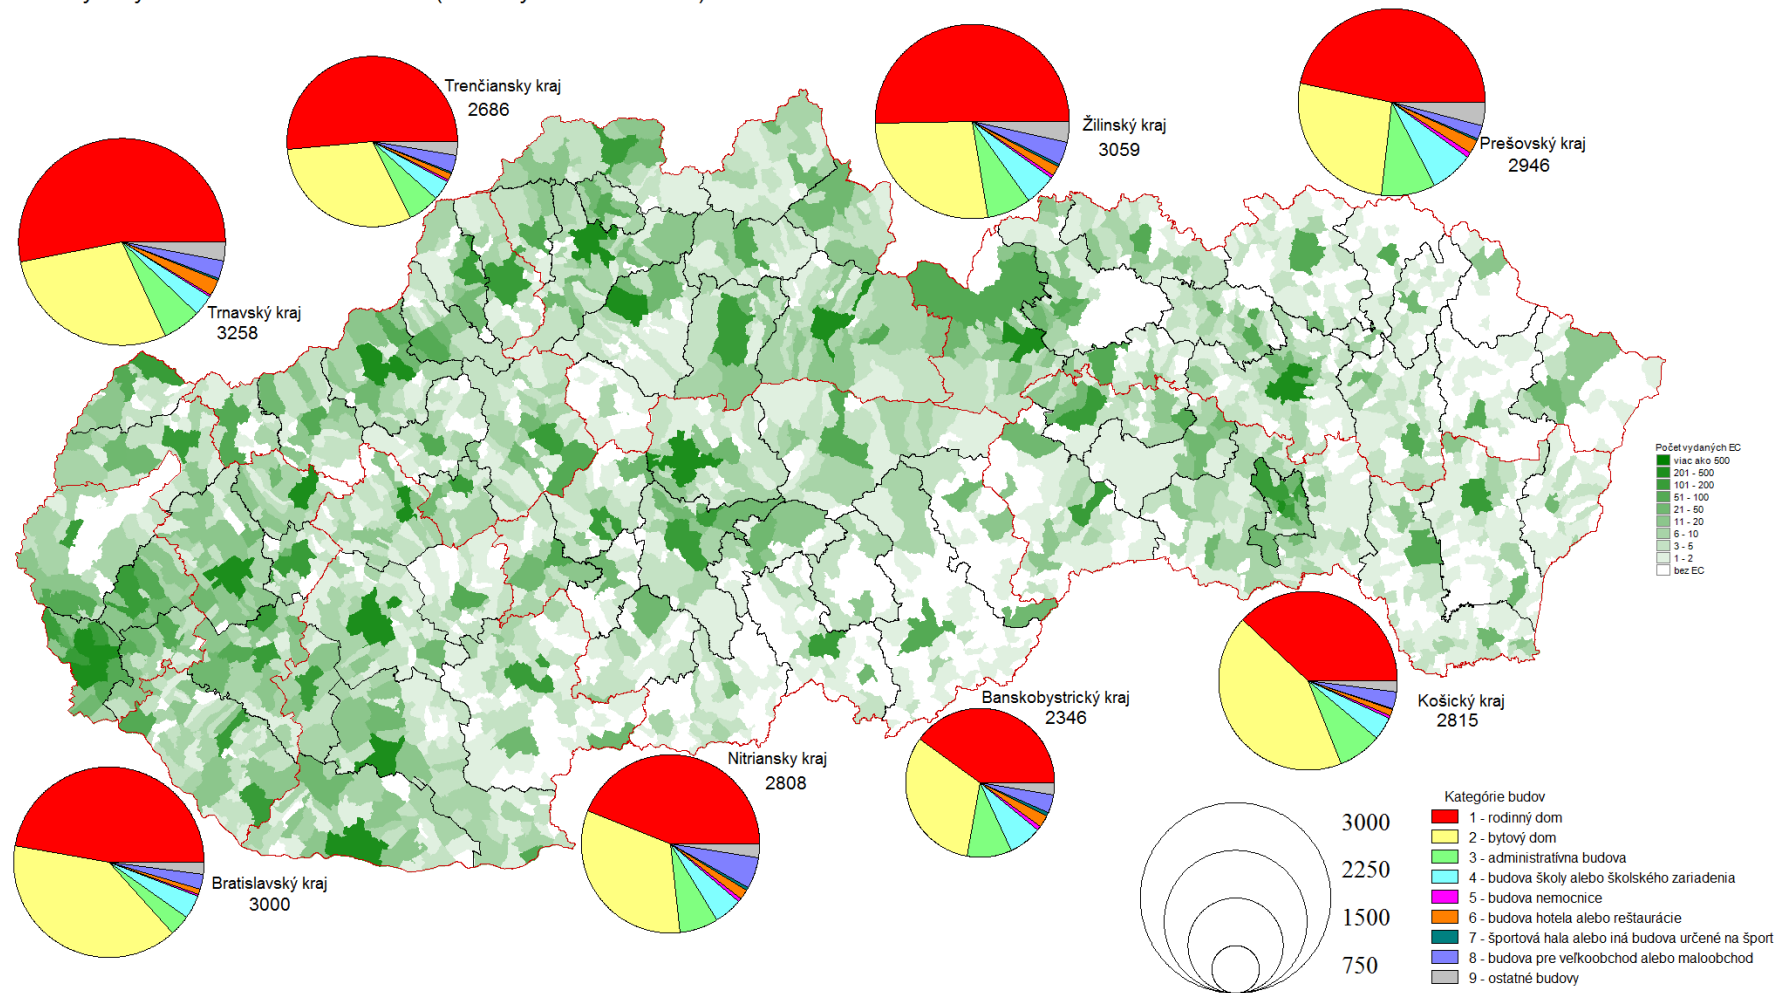 Trenčiansky kraj
2686
Žilinský kraj
3059
Prešovský kraj
2946
Trnavský kraj
3258
Počet vydaných EC
viac ako 500
201 - 500
101 - 200
51 - 100
21 - 50
11 - 20
6 - 10
3 - 5
1 - 2
bez EC
Banskobystrický kraj
2346
Košický kraj
2815
Nitriansky kraj
2808
Bratislavský kraj
3000
3000
2250
1500
750
Kategórie budov
1 - rodinný dom
2 - bytový dom
3 - administratívna budova
4 - budova školy alebo školského zariadenia
5 - budova nemocnice
6 - budova hotela alebo reštaurácie
7 - športová hala alebo iná budova určené na šport
8 - budova pre veľkoobchod alebo maloobchod
9 - ostatné budovy